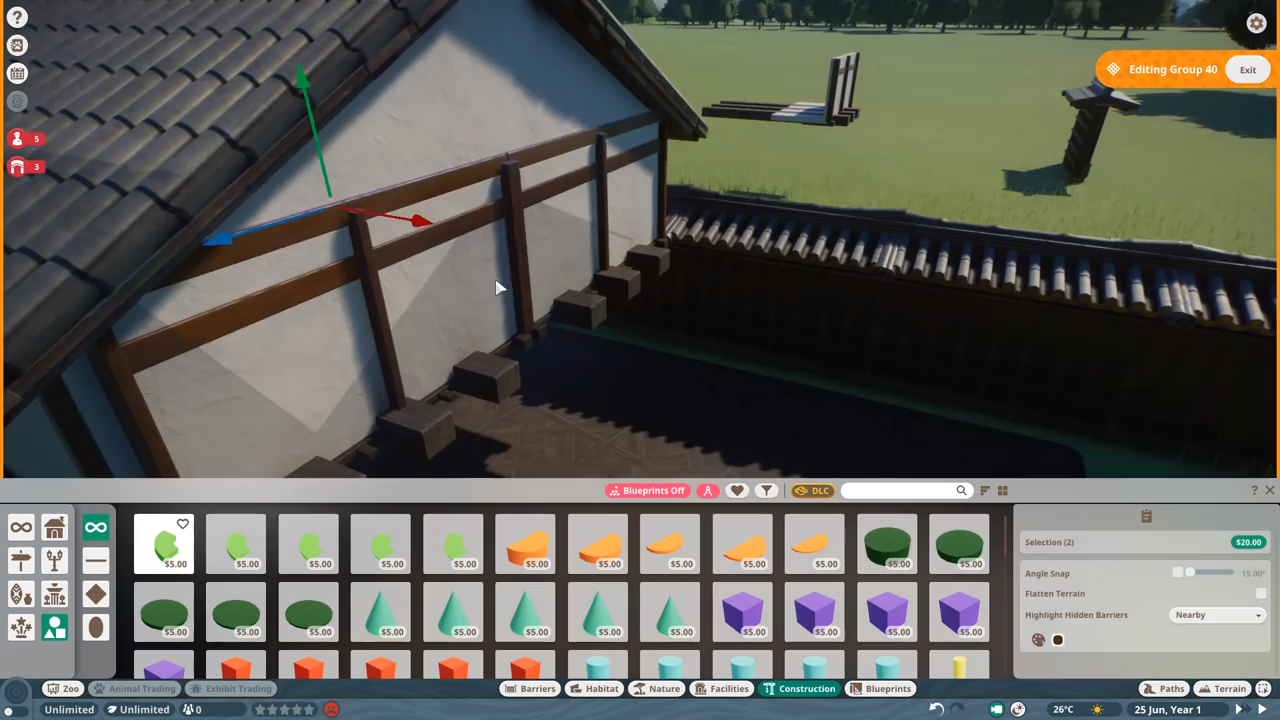 ?
Editing Group 40
Exit
5
3
Blueprints Off
DLC
?
$5.00 $5.00 $5.00 $5.00 $5.00 $5.00 $5.00 $5.00 $5.00 $5.00 $5.00 $5.00
$5.00 $5.00 $5.00 $5.00 $5.00 $5.00 $5.00 $5.00 $5.00 $5.00 $5.00 $5.00
Selection (2)
$20.00
Angle Snap
15.00°
Flatten Terrain
Highlight Hidden Barriers
Nearby
Zoo
Animal Trading
Exhibit Trading
Barriers
Habitat
Nature
Facilities
Construction
Blueprints
Paths
Terrain
Unlimited
Unlimited
0
26°C
25 Jun, Year 1